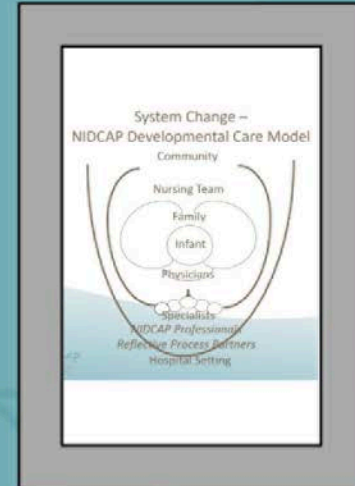 System Change –
NIDCAP Developmental Care Model
Community
Nursing Team
Family
Infant
Physicians
Specialists
NIDCAP Professionals
Reflective Process Partners
Hospital Setting